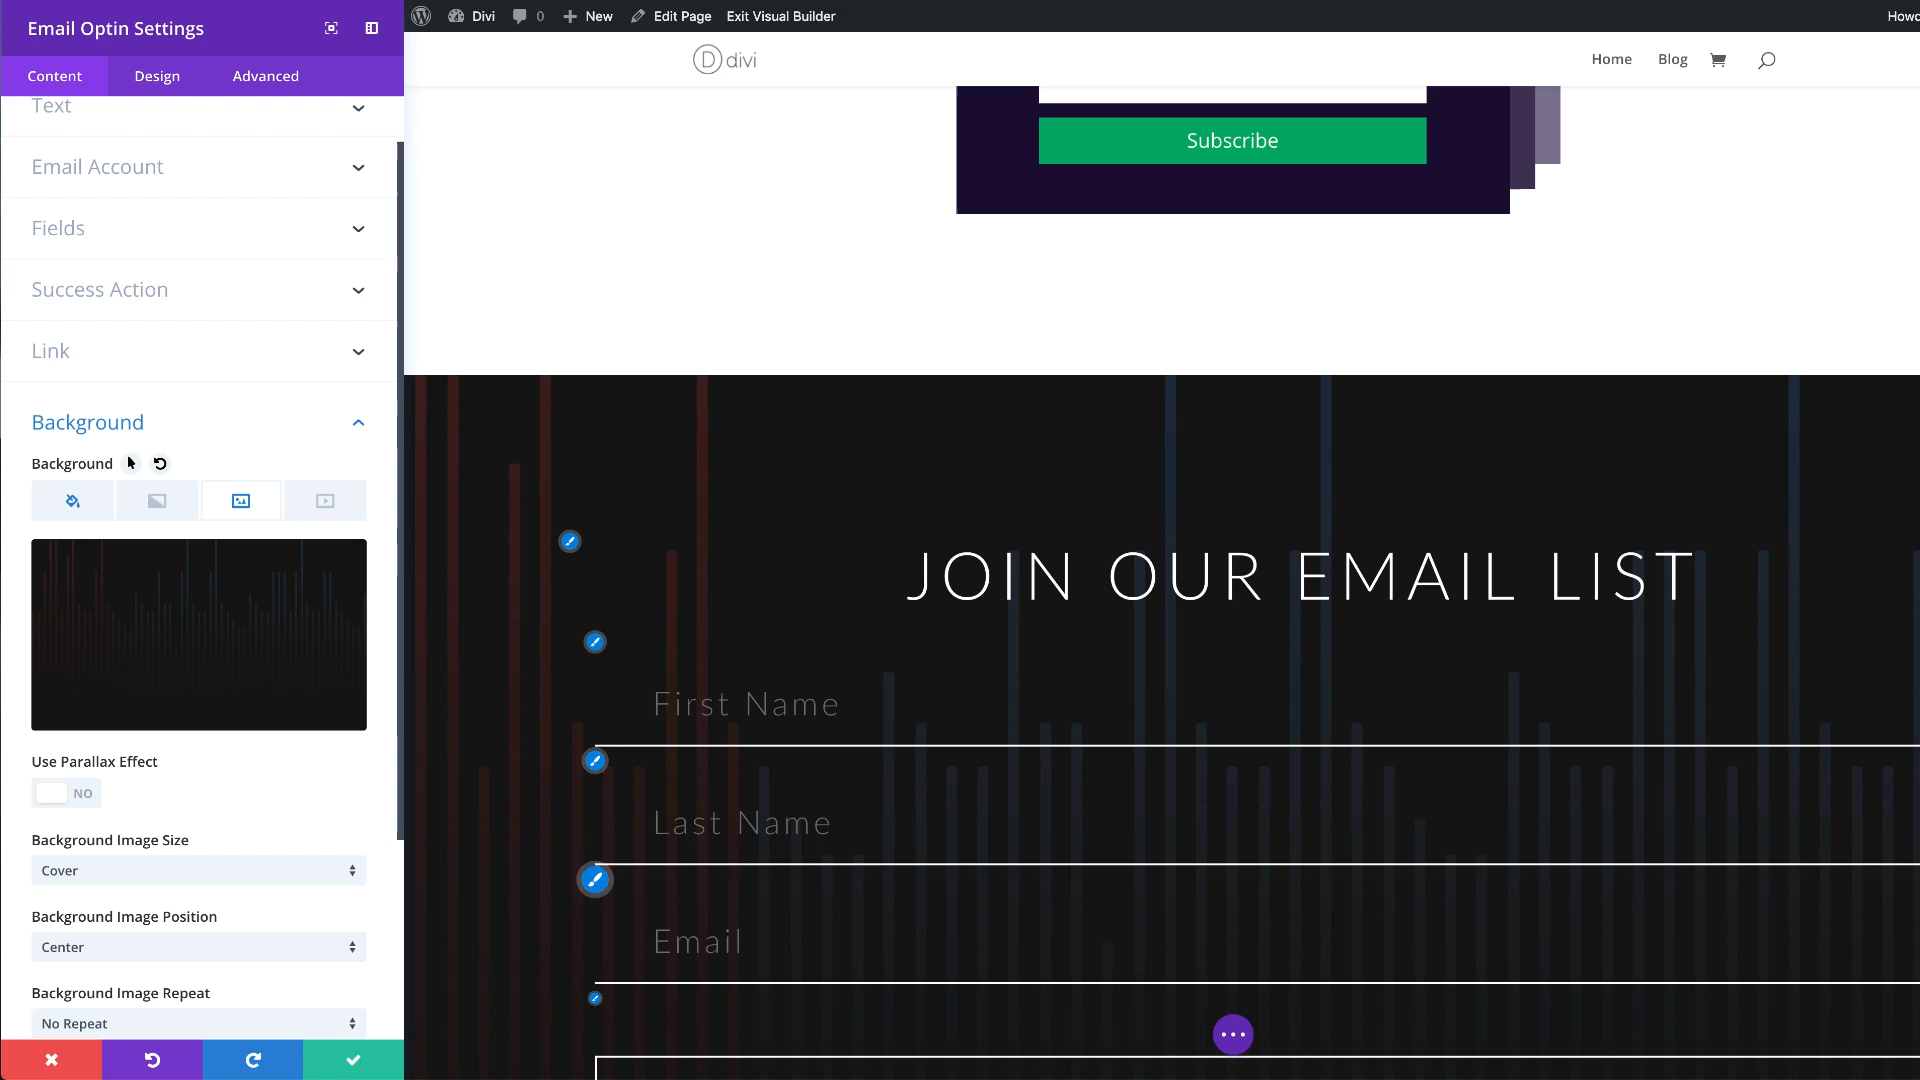 Email Optin Settings
Content
Design
Advanced
Text
Email Account
Fields
Success Action
Link
Background
Background
Use Parallax Effect
NO
Background Image Size
Cover
Background Image Position
Center
Background Image Repeat
No Repeat
Divi
0
New
Edit Page
Exit Visual Builder
Howd
D divi
Home
Blog
Subscribe
JOIN OUR EMAIL LIST
First Name
Last Name
Email